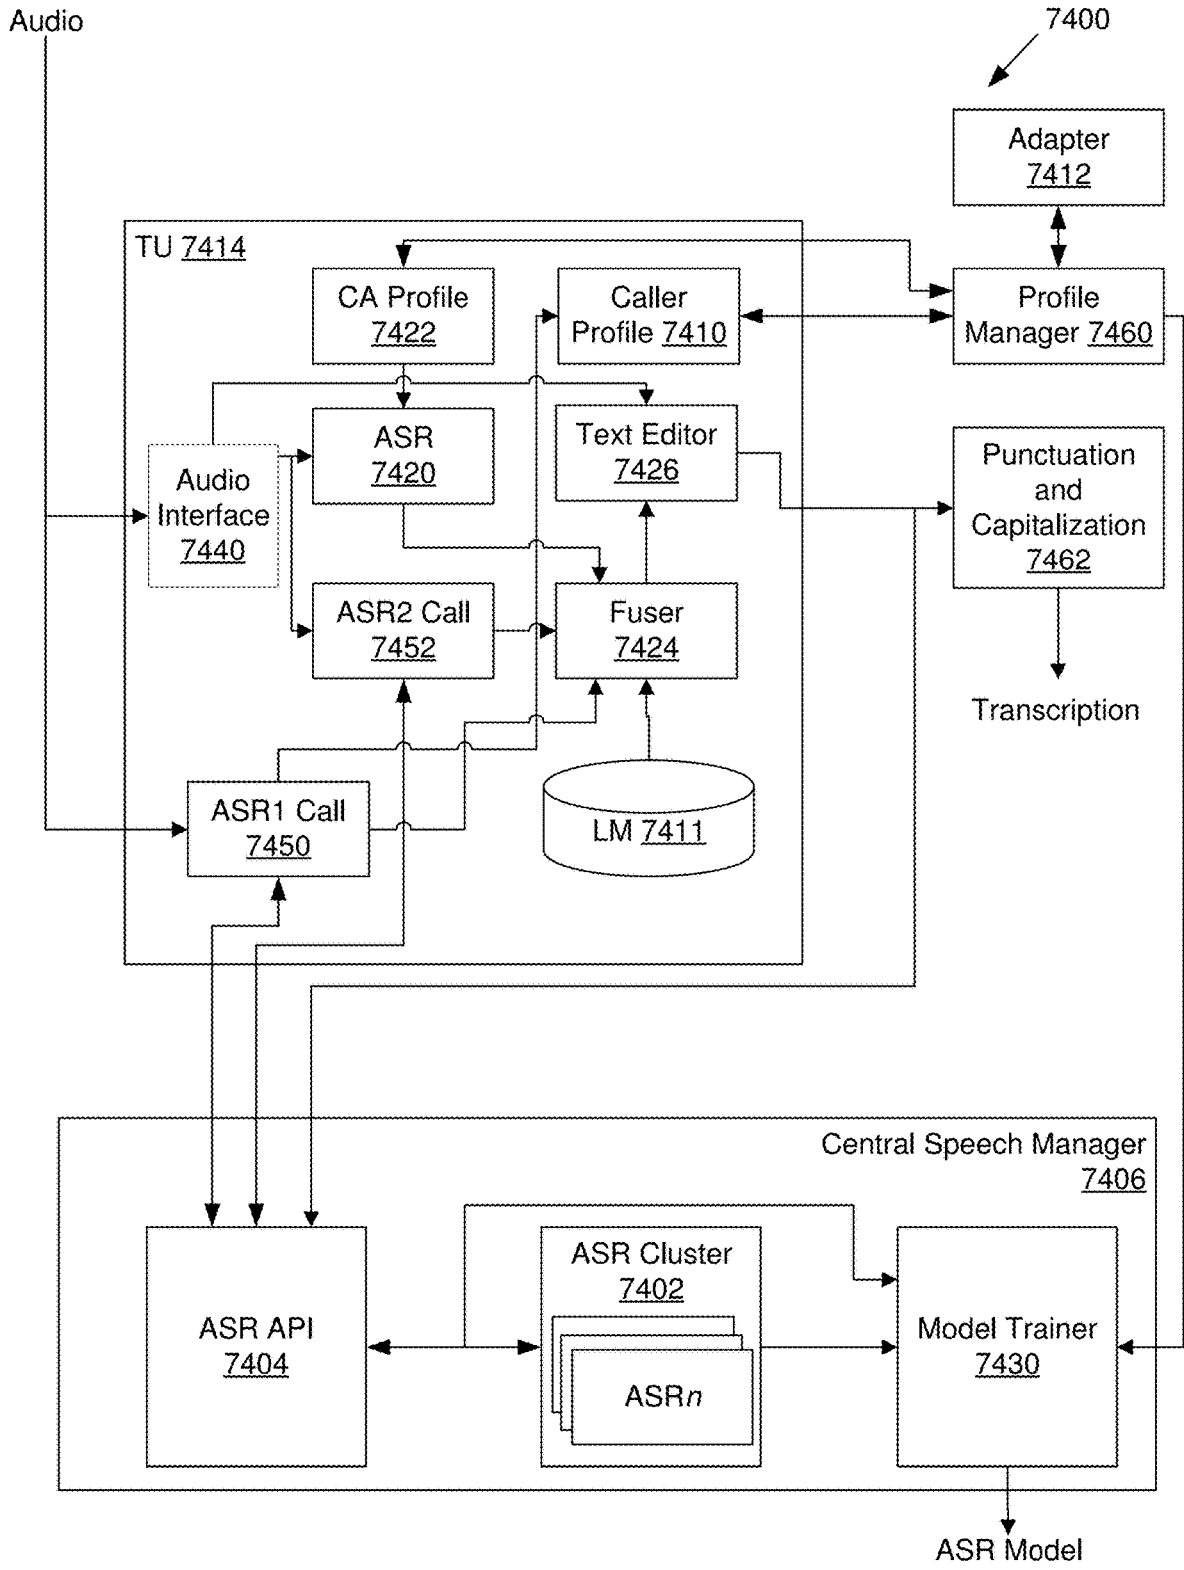 Audio
7400
Adapter
7412
TU 7414
CA Profile
7422
Caller
Profile 7410
Profile
Manager 7460
ASR
7420
Text Editor
7426
Punctuation
and
Capitalization
7462
Audio
Interface
7440
ASR2 Call
7452
Fuser
7424
Transcription
ASR1 Call
7450
LM 7411
Central Speech Manager
7406
ASR API
7404
ASR Cluster
7402
ASRn
Model Trainer
7430
ASR Model